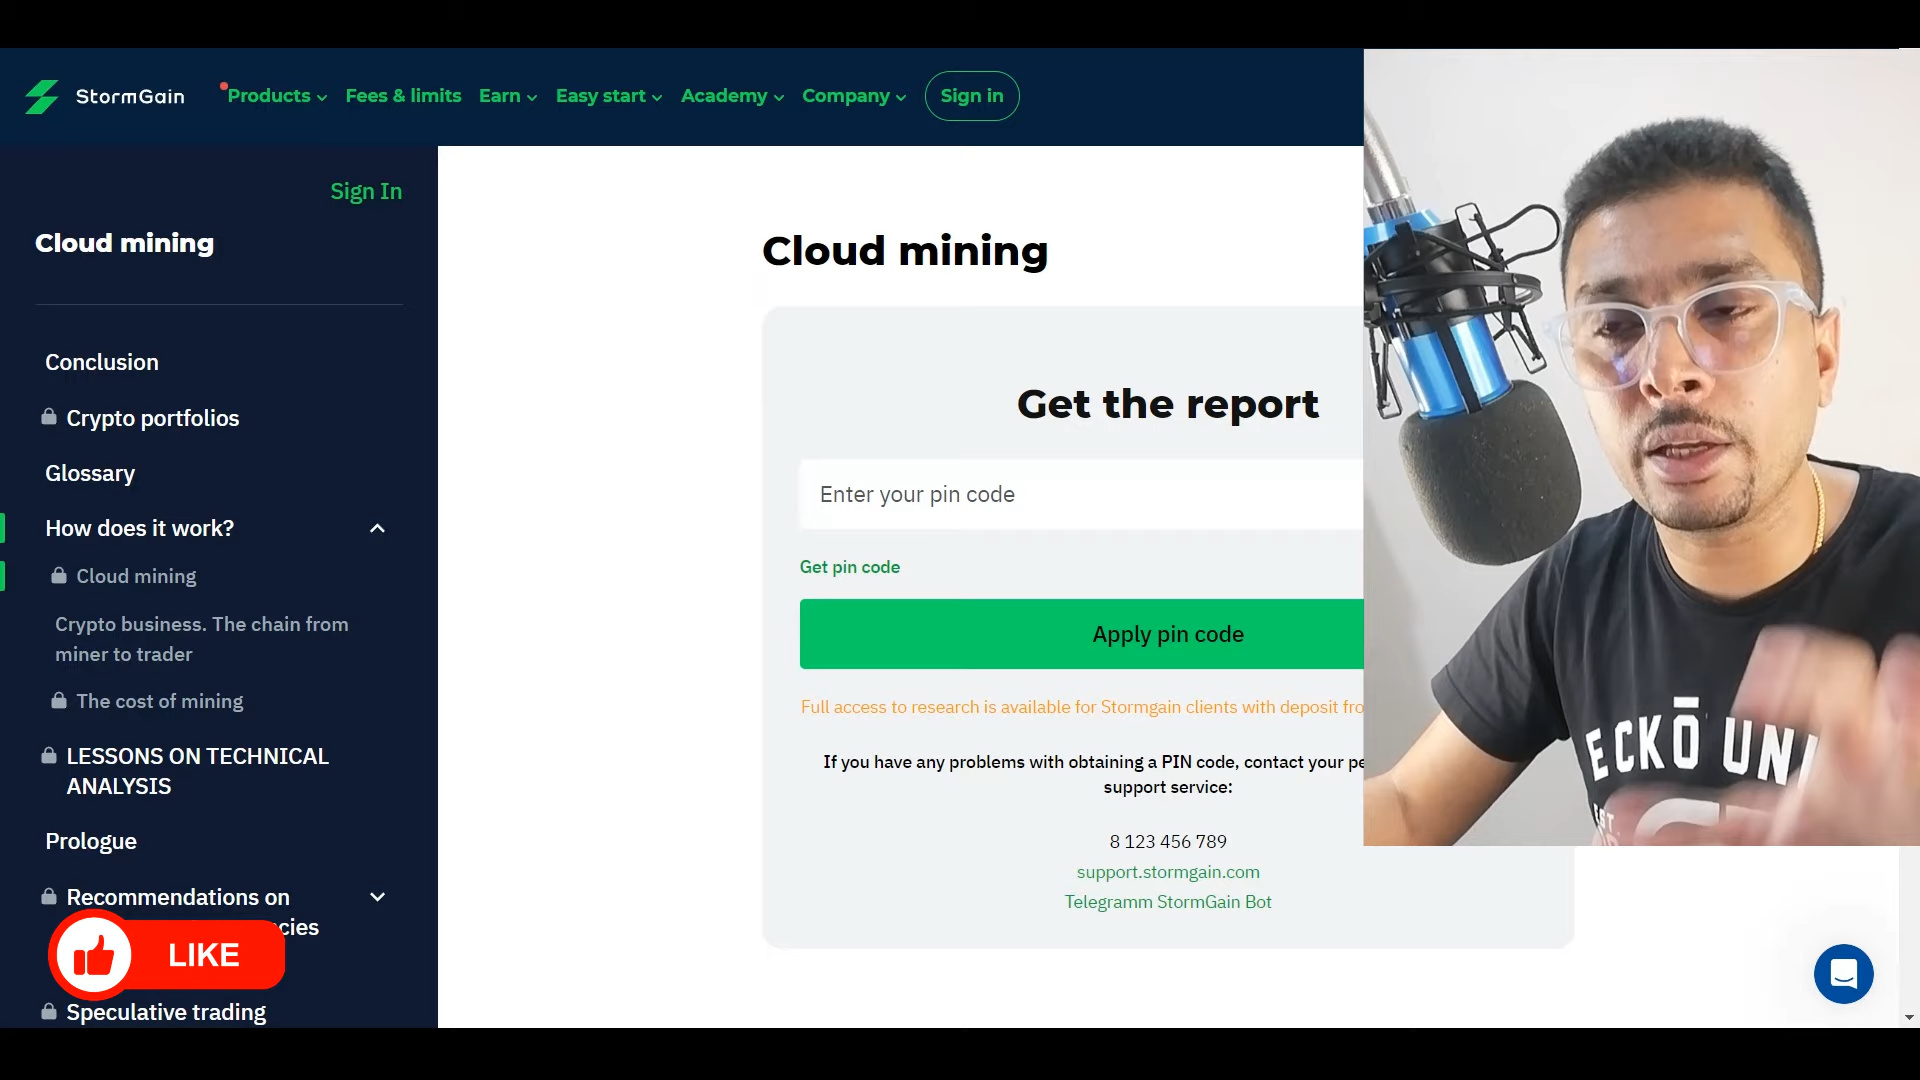 StormGain
Products
Fees & limits
Earn
Easy start
Academy
Company
Sign in
Sign In
Cloud mining
Conclusion
Crypto portfolios
Glossary
How does it work?
Cloud mining
Crypto business. The chain from
miner to trader
The cost of mining
LESSONS ON TECHNICAL
ANALYSIS
Prologue
Recommendations on
cies
LIKE
Speculative trading
Cloud mining
Get the report
Enter your pin code
Get pin code
Apply pin code
Full access to research is available for Stormgain clients with deposit fro
If you have any problems with obtaining a PIN code, contact your pe
support service:
8 123 456 789
support.stormgain.com
Telegramm StormGain Bot
ECKŌ UN